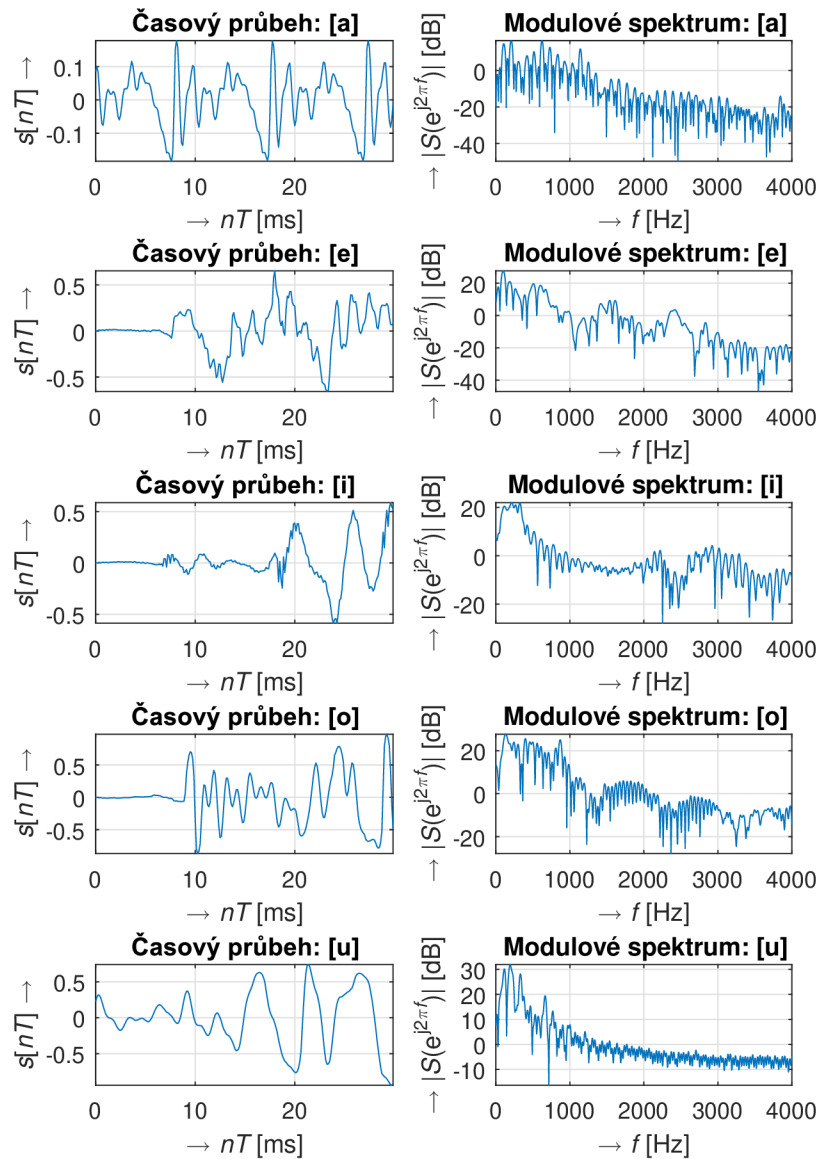 Časový průbeh: [a]
s[nT] →
0.1
0
-0.1
0 10 20
→ nT [ms]
Modulové spektrum: [a]
→ |S(e^{j2πf})| [dB]
0
-20
-40
0 1000 2000 3000 4000
→ f [Hz]
Časový průbeh: [e]
s[nT] →
0.5
0
-0.5
0 10 20
→ nT [ms]
Modulové spektrum: [e]
→ |S(e^{j2πf})| [dB]
20
0
-20
-40
0 1000 2000 3000 4000
→ f [Hz]
Časový průbeh: [i]
s[nT] →
0.5
0
-0.5
0 10 20
→ nT [ms]
Modulové spektrum: [i]
→ |S(e^{j2πf})| [dB]
20
0
-20
0 1000 2000 3000 4000
→ f [Hz]
Časový průbeh: [o]
s[nT] →
0.5
0
-0.5
0 10 20
→ nT [ms]
Modulové spektrum: [o]
→ |S(e^{j2πf})| [dB]
20
0
-20
0 1000 2000 3000 4000
→ f [Hz]
Časový průbeh: [u]
s[nT] →
0.5
0
-0.5
0 10 20
→ nT [ms]
Modulové spektrum: [u]
→ |S(e^{j2πf})| [dB]
30
20
10
0
-10
0 1000 2000 3000 4000
→ f [Hz]